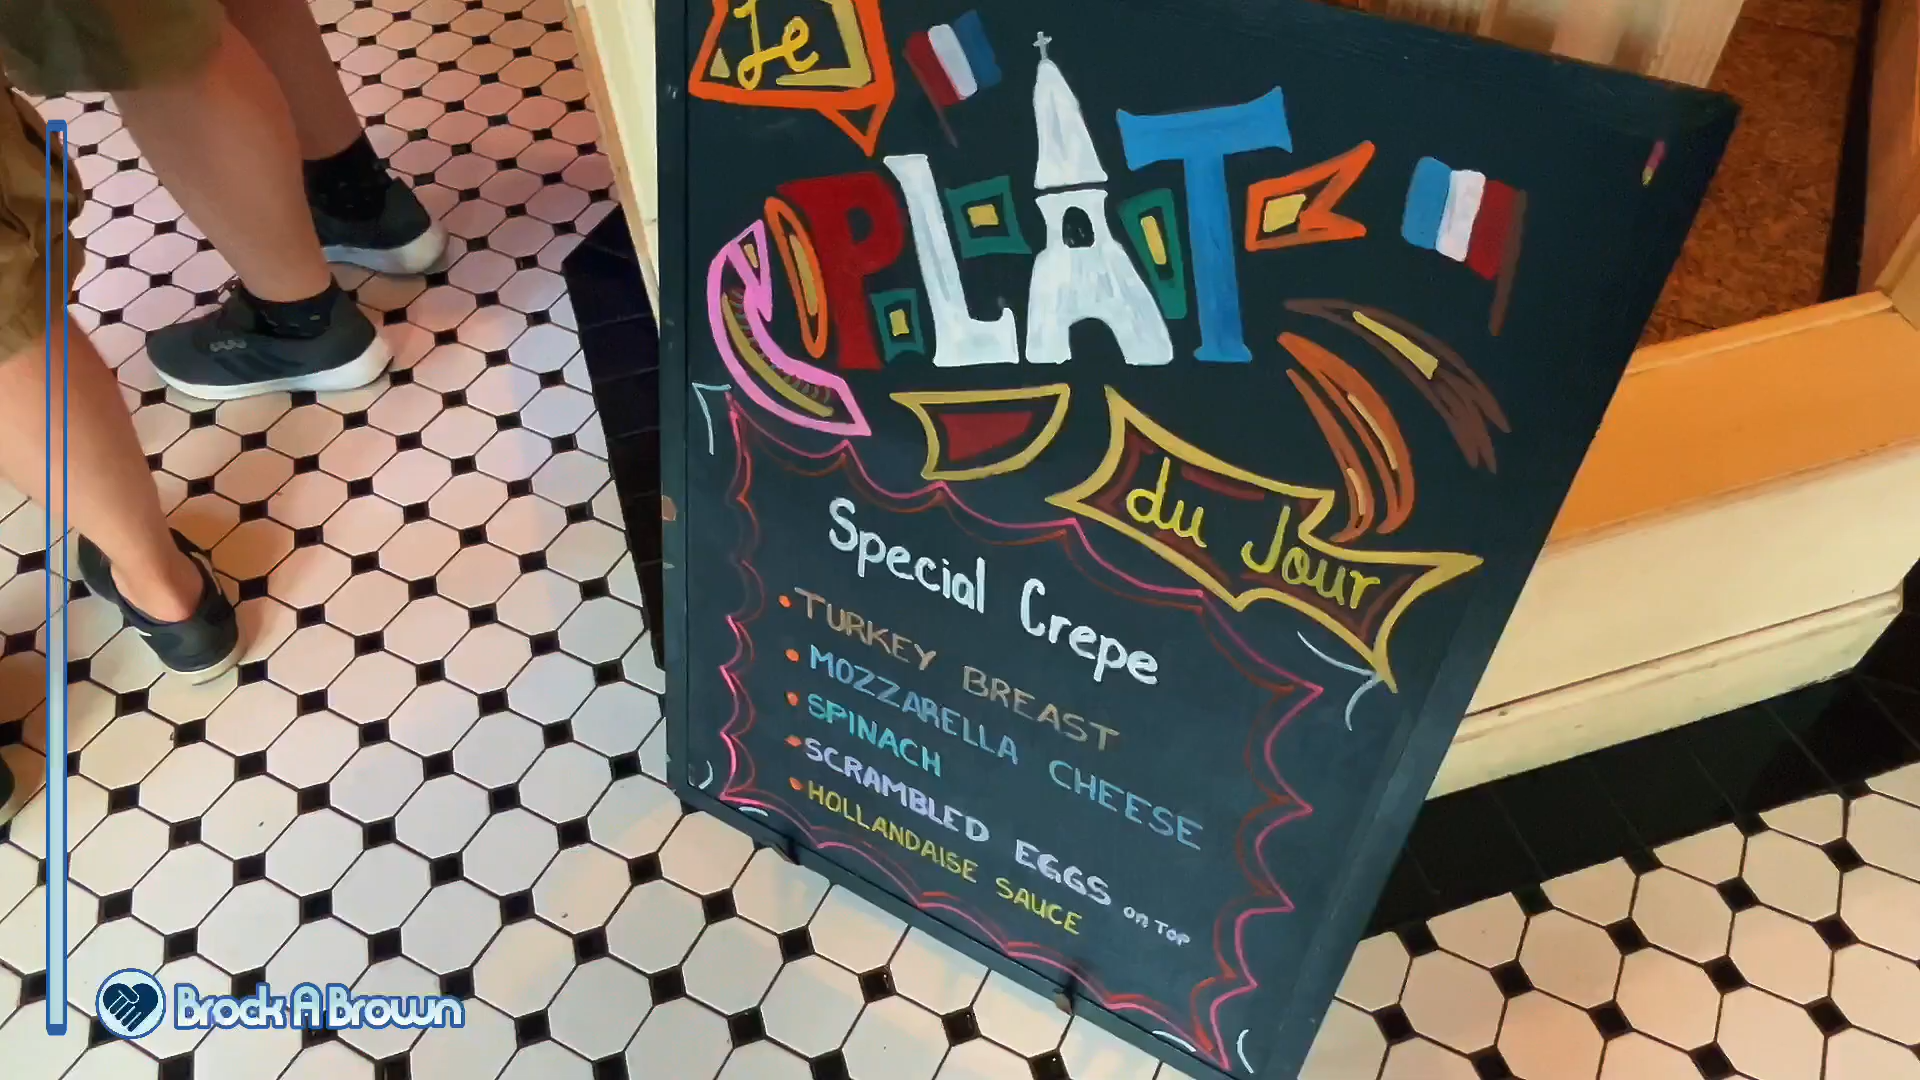 Le
PLAT
du Jour
Special Crepe
• TURKEY BREAST
• MOZZARELLA CHEESE
• SPINACH
• SCRAMBLED EGGS on TOP
• HOLLANDAISE SAUCE
Brock A Brown